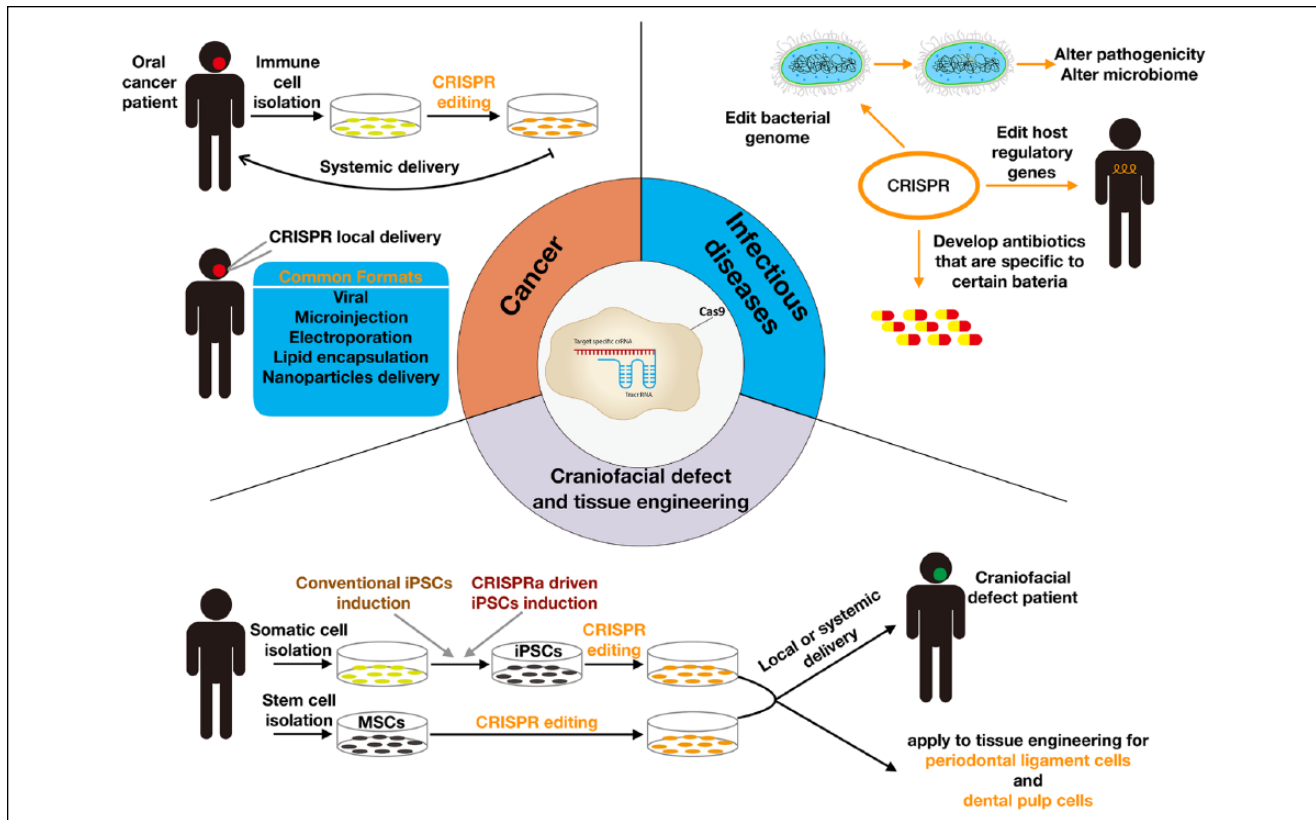 Oral
cancer
patient
Immune
cell
isolation
CRISPR
editing
Systemic delivery
CRISPR local delivery
Common Formats
Viral
Microinjection
Electroporation
Lipid encapsulation
Nanoparticles delivery
Edit bacterial
genome
Alter pathogenicity
Alter microbiome
CRISPR
Edit host
regulatory
genes
Develop antibiotics
that are specific to
certain bateria
Cancer
Infectious
diseases
Cas9
Target specific crRNA
TracrRNA
Craniofacial defect
and tissue engineering
Conventional iPSCs
induction
CRISPRa driven
iPSCs induction
Somatic cell
isolation
iPSCs
CRISPR
editing
Stem cell
isolation
MSCs
CRISPR editing
Local or systemic
delivery
Craniofacial
defect patient
apply to tissue engineering for
periodontal ligament cells
and
dental pulp cells